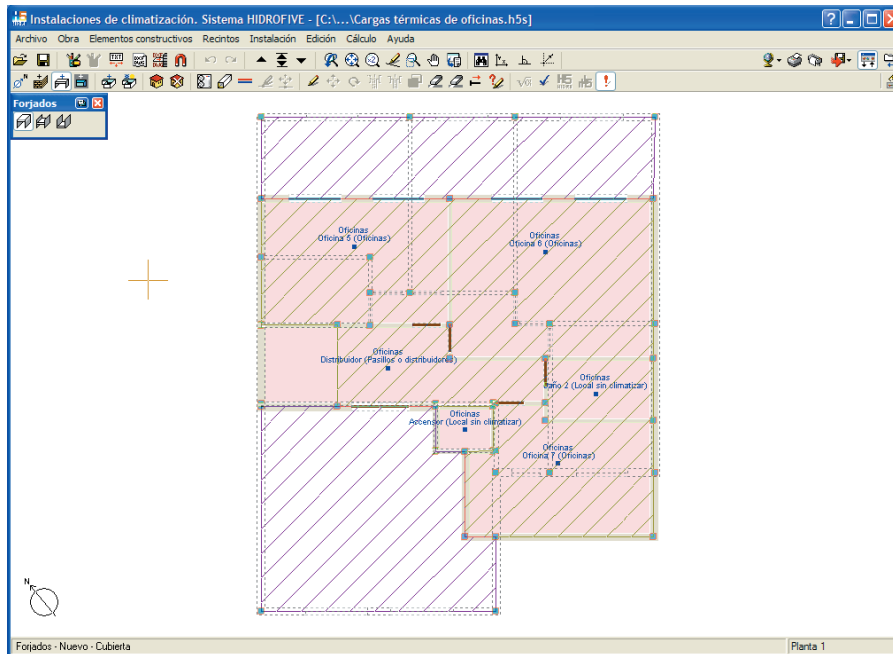 Instalaciones de climatización. Sistema HIDROFIVE - [C:\...\Cargas térmicas de oficinas.h5s]
Archivo Obra Elementos constructivos Recintos Instalación Edición Cálculo Ayuda
Forjados
Oficinas
Oficina 5 (Oficinas)
Oficinas
Oficina 6 (Oficinas)
Oficinas
Distribuidor (Pasillos o distribuidores)
Oficinas
2 (Local sin climatizar)
Oficinas
Ascensor (Local sin climatizar)
Oficinas
Oficina 7 (Oficinas)
N
Forjados - Nuevo - Cubierta
Planta 1